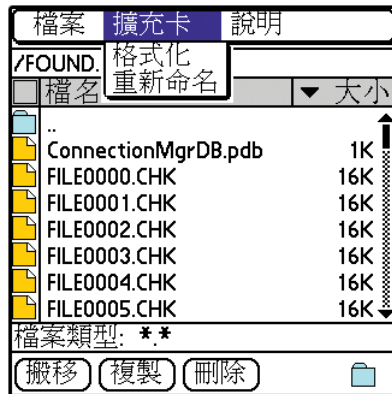 檔案 擴充卡 說明
/FOUND.
格式化
重新命名
檔名 大小
..
ConnectionMgrDB.pdb 1K
FILE0000.CHK 16K
FILE0001.CHK 16K
FILE0002.CHK 16K
FILE0003.CHK 16K
FILE0004.CHK 16K
FILE0005.CHK 16K
檔案類型: *.*
搬移 複製 刪除